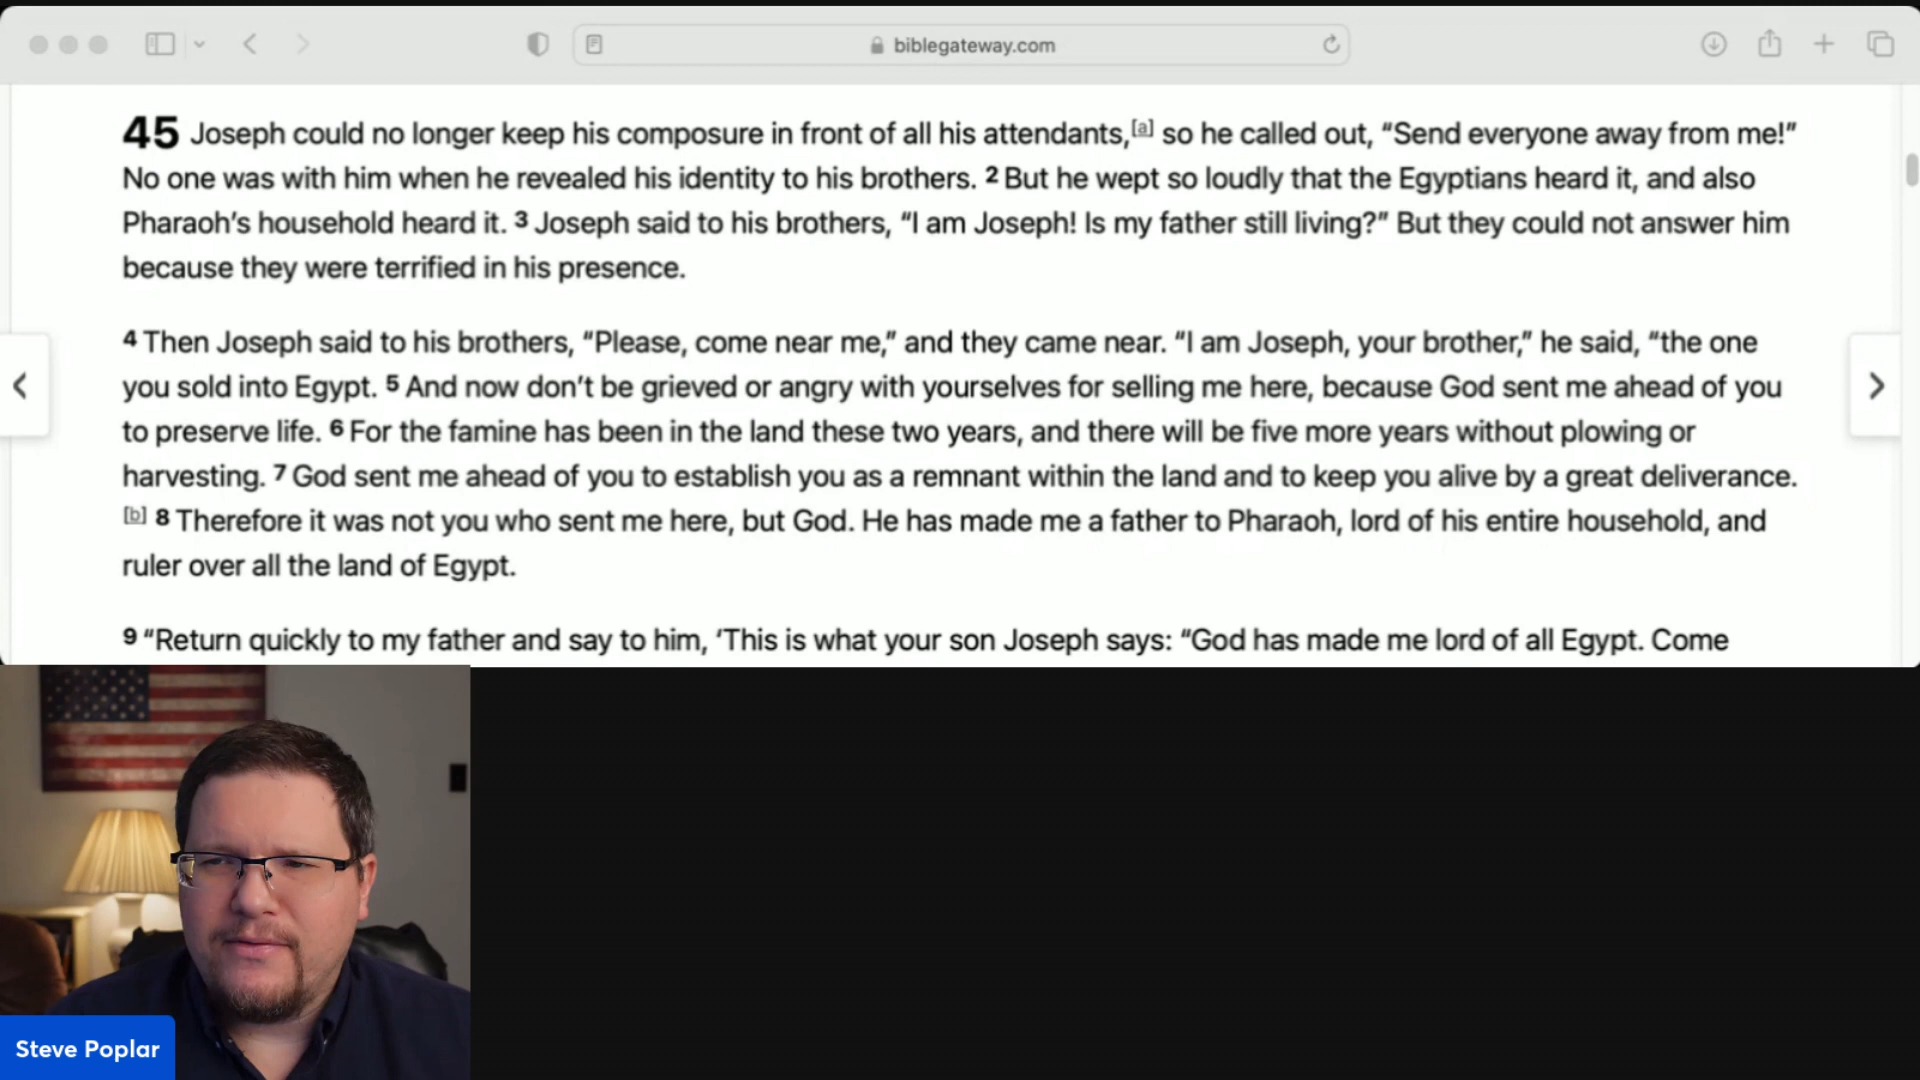 biblegateway.com
45 Joseph could no longer keep his composure in front of all his attendants,[a] so he called out, “Send everyone away from me!”
No one was with him when he revealed his identity to his brothers. 2 But he wept so loudly that the Egyptians heard it, and also
Pharaoh’s household heard it. 3 Joseph said to his brothers, “I am Joseph! Is my father still living?” But they could not answer him
because they were terrified in his presence.
4 Then Joseph said to his brothers, “Please, come near me,” and they came near. “I am Joseph, your brother,” he said, “the one
you sold into Egypt. 5 And now don’t be grieved or angry with yourselves for selling me here, because God sent me ahead of you
to preserve life. 6 For the famine has been in the land these two years, and there will be five more years without plowing or
harvesting. 7 God sent me ahead of you to establish you as a remnant within the land and to keep you alive by a great deliverance.
[b] 8 Therefore it was not you who sent me here, but God. He has made me a father to Pharaoh, lord of his entire household, and
ruler over all the land of Egypt.
9 “Return quickly to my father and say to him, ‘This is what your son Joseph says: “God has made me lord of all Egypt. Come
Steve Poplar